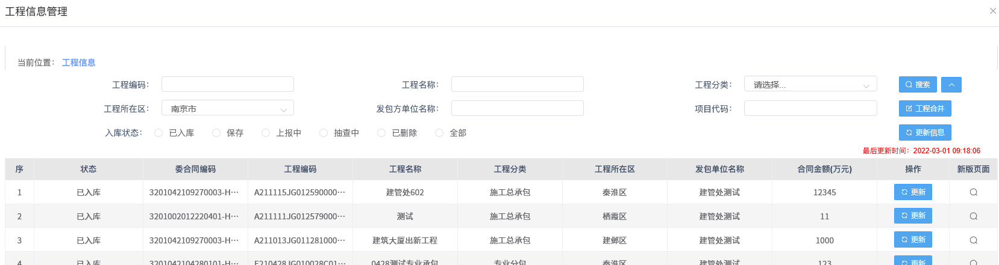 工程信息管理
当前位置： 工程信息
工程编码： 工程名称： 工程分类： 请选择... 搜索
工程所在区： 南京市 发包方单位名称： 项目代码： 工程合并
入库状态： 已入库 保存 上报中 抽查中 已删除 全部 更新信息
最后更新时间：2022-03-01 09:18:06
序 状态 委合同编码 工程编码 工程名称 工程分类 工程所在区 发包单位名称 合同金额(万元) 操作 新版页面
1 已入库 3201042109270003-H··· A211115JG012590000··· 建管处602 施工总承包 秦淮区 建管处测试 12345 更新
2 已入库 3201002012220401-H··· A211111JG012579000··· 测试 施工总承包 栖霞区 建管处测试 11 更新
3 已入库 3201042109270003-H··· A211013JG011281000··· 建筑大厦出新工程 施工总承包 建邺区 建管处测试 1000 更新
4 已入库 3201042104280101-H··· F210428JG010028C01··· 0428测试专业承包 专业分包 秦淮区 建管处测试 123 更新